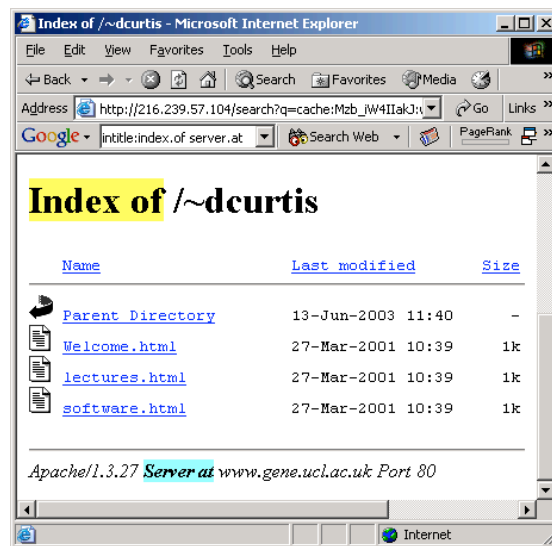 Index of /~dcurtis - Microsoft Internet Explorer
File Edit View Favorites Tools Help
Back Search Favorites Media »
Address http://216.239.57.104/search?q=cache:Mzb_iW4IIakJ: Go Links »
Google intitle:index.of server.at Search Web PageRank »
Index of /~dcurtis
Name Last modified Size
Parent Directory 13-Jun-2003 11:40 -
Welcome.html 27-Mar-2001 10:39 1k
lectures.html 27-Mar-2001 10:39 1k
software.html 27-Mar-2001 10:39 1k
Apache/1.3.27 Server at www.gene.ucl.ac.uk Port 80
Internet